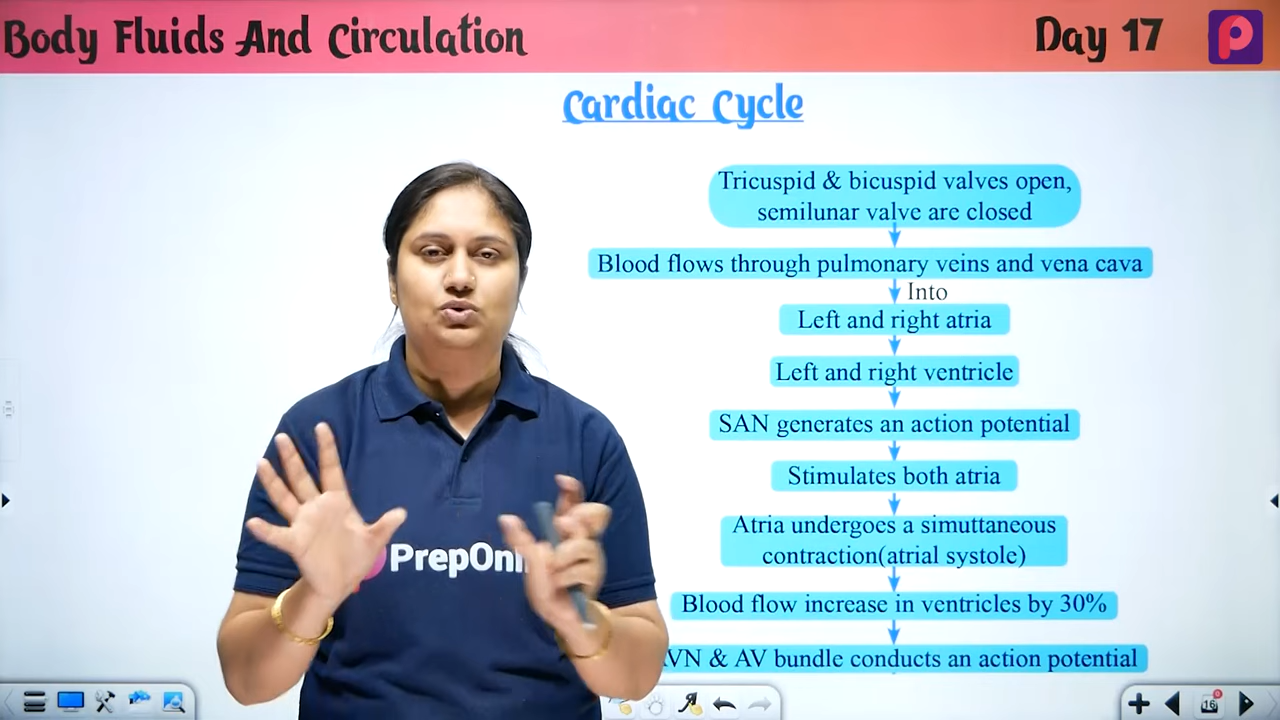 Body Fluids And Circulation
Day 17
Cardiac Cycle
Tricuspid & bicuspid valves open,
semilunar valve are closed
Blood flows through pulmonary veins and vena cava
Into
Left and right atria
Left and right ventricle
SAN generates an action potential
Stimulates both atria
Atria undergoes a simuttaneous
contraction(atrial systole)
Blood flow increase in ventricles by 30%
VN & AV bundle conducts an action potential
PrepOnl
16